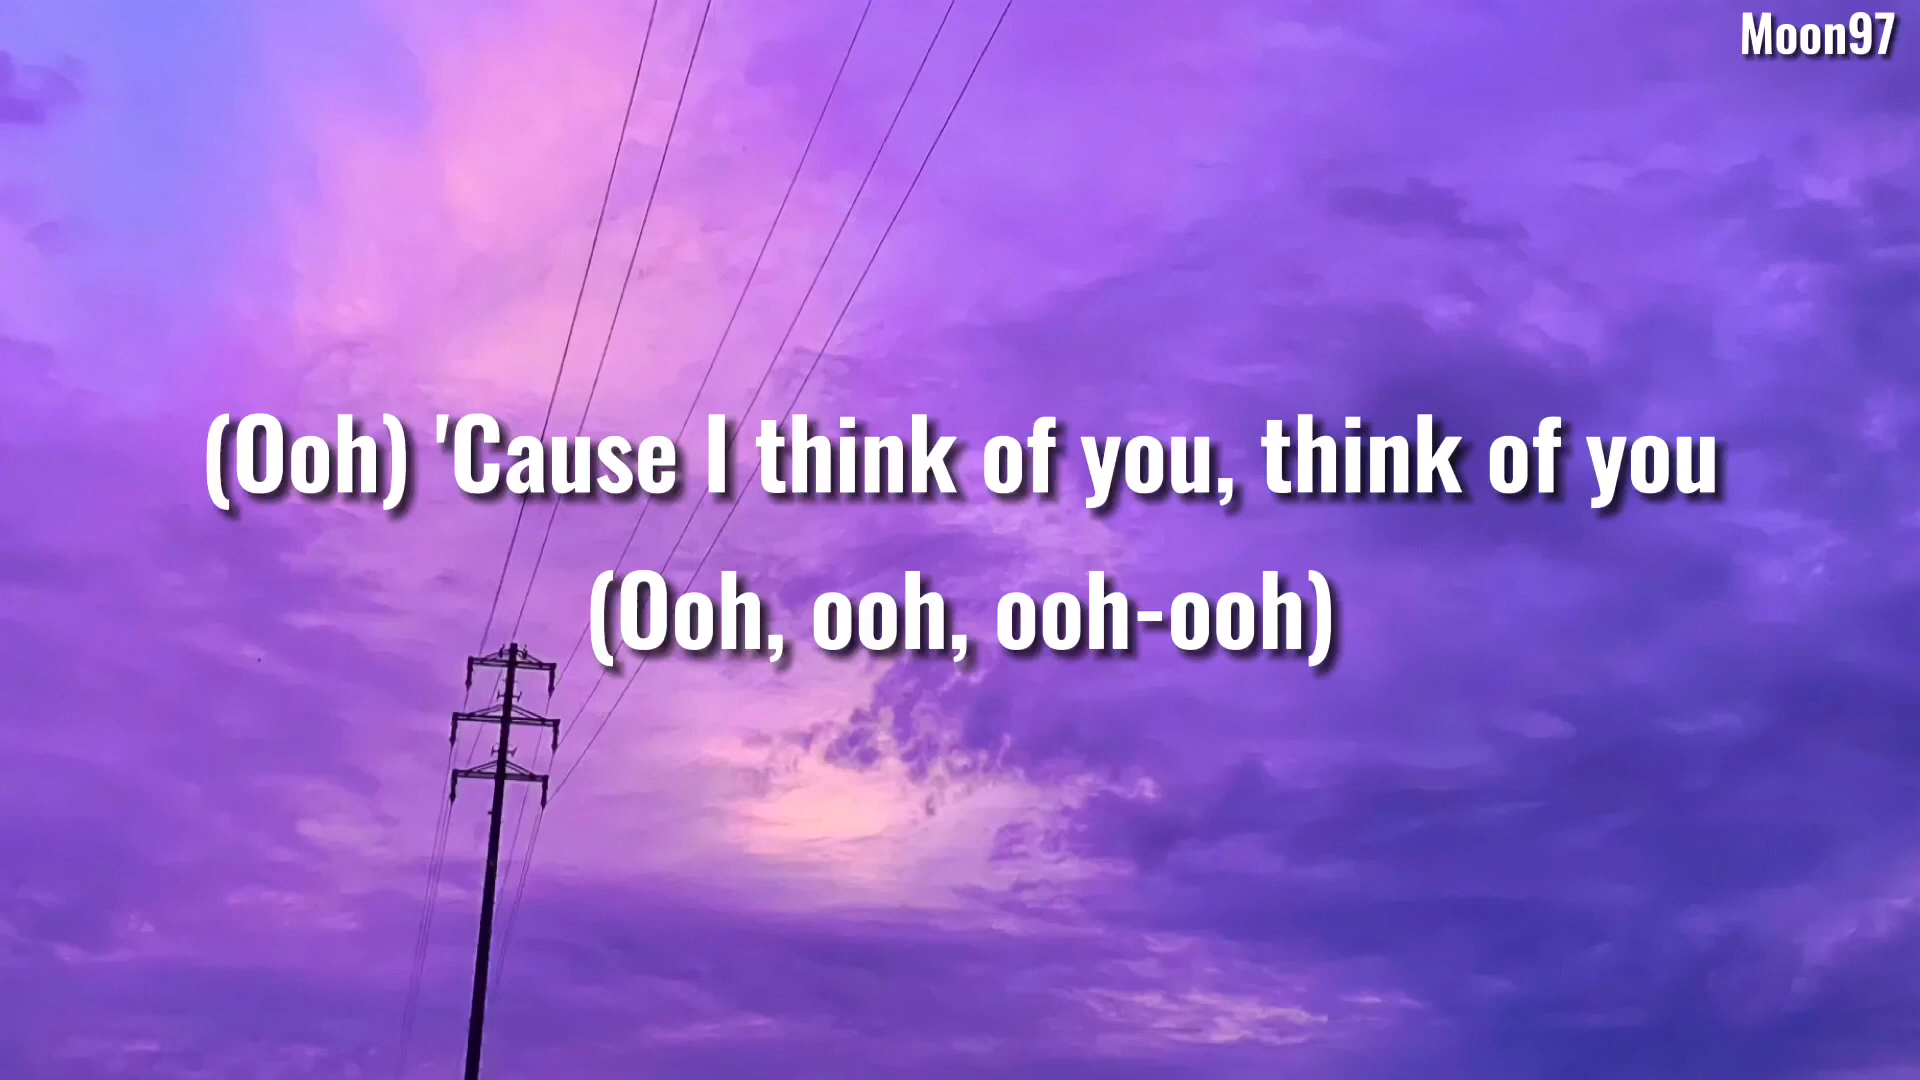 Moon97
(Ooh) 'Cause I think of you, think of you
(Ooh, ooh, ooh-ooh)